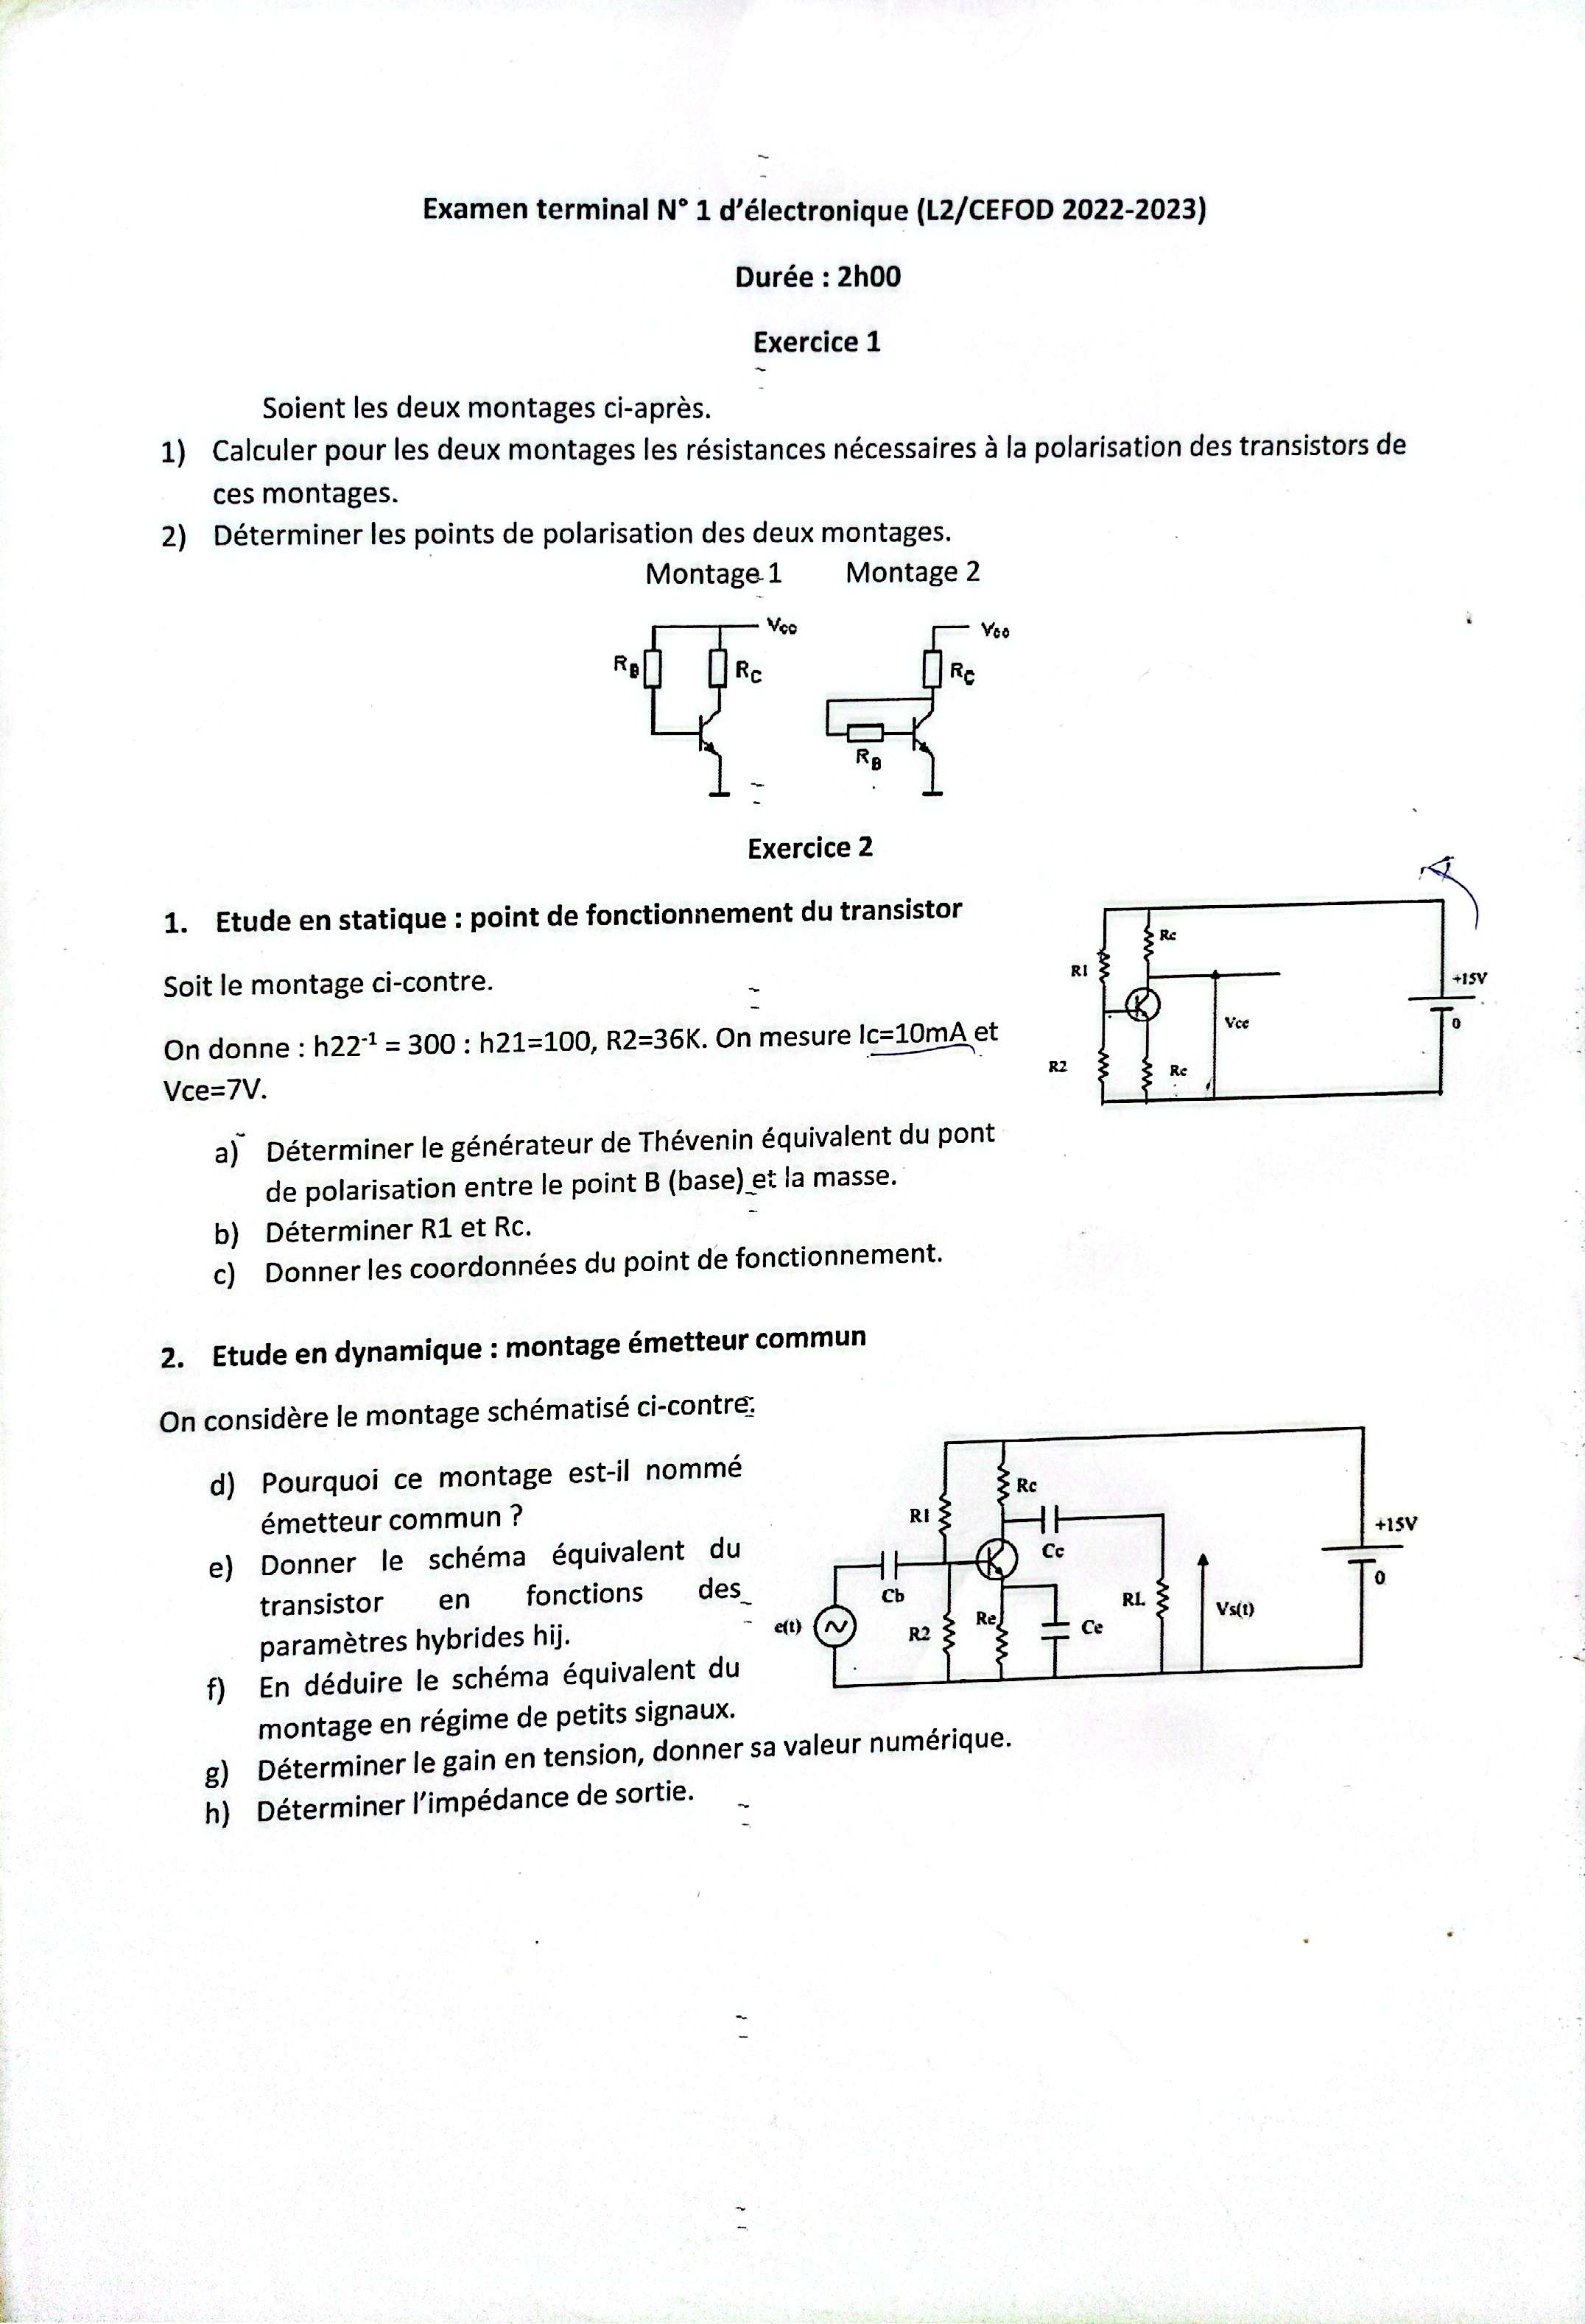 Examen terminal N° 1 d'électronique (L2/CEFOD 2022-2023)
Durée : 2h00
Exercice 1
Soient les deux montages ci-après.
1) Calculer pour les deux montages les résistances nécessaires à la polarisation des transistors de
ces montages.
2) Déterminer les points de polarisation des deux montages.
Montage 1 Montage 2
Vcc
RB
RC
Vcc
RC
RB
Exercice 2
1. Etude en statique : point de fonctionnement du transistor
Soit le montage ci-contre.
On donne : h22⁻¹ = 300 : h21=100, R2=36K. On mesure Ic=10mA et
Vce=7V.
Rc
R1
+15V
Vcc
0
R2
Re
a) Déterminer le générateur de Thévenin équivalent du pont
de polarisation entre le point B (base) et la masse.
b) Déterminer R1 et Rc.
c) Donner les coordonnées du point de fonctionnement.
2. Etude en dynamique : montage émetteur commun
On considère le montage schématisé ci-contre:
d) Pourquoi ce montage est-il nommé
émetteur commun ?
e) Donner le schéma équivalent du
transistor en fonctions des
paramètres hybrides hij.
f) En déduire le schéma équivalent du
montage en régime de petits signaux.
g) Déterminer le gain en tension, donner sa valeur numérique.
h) Déterminer l'impédance de sortie.
Rc
R1
+15V
Cc
0
Cb
RL
Vs(t)
e(t)
R2
Re
Ce